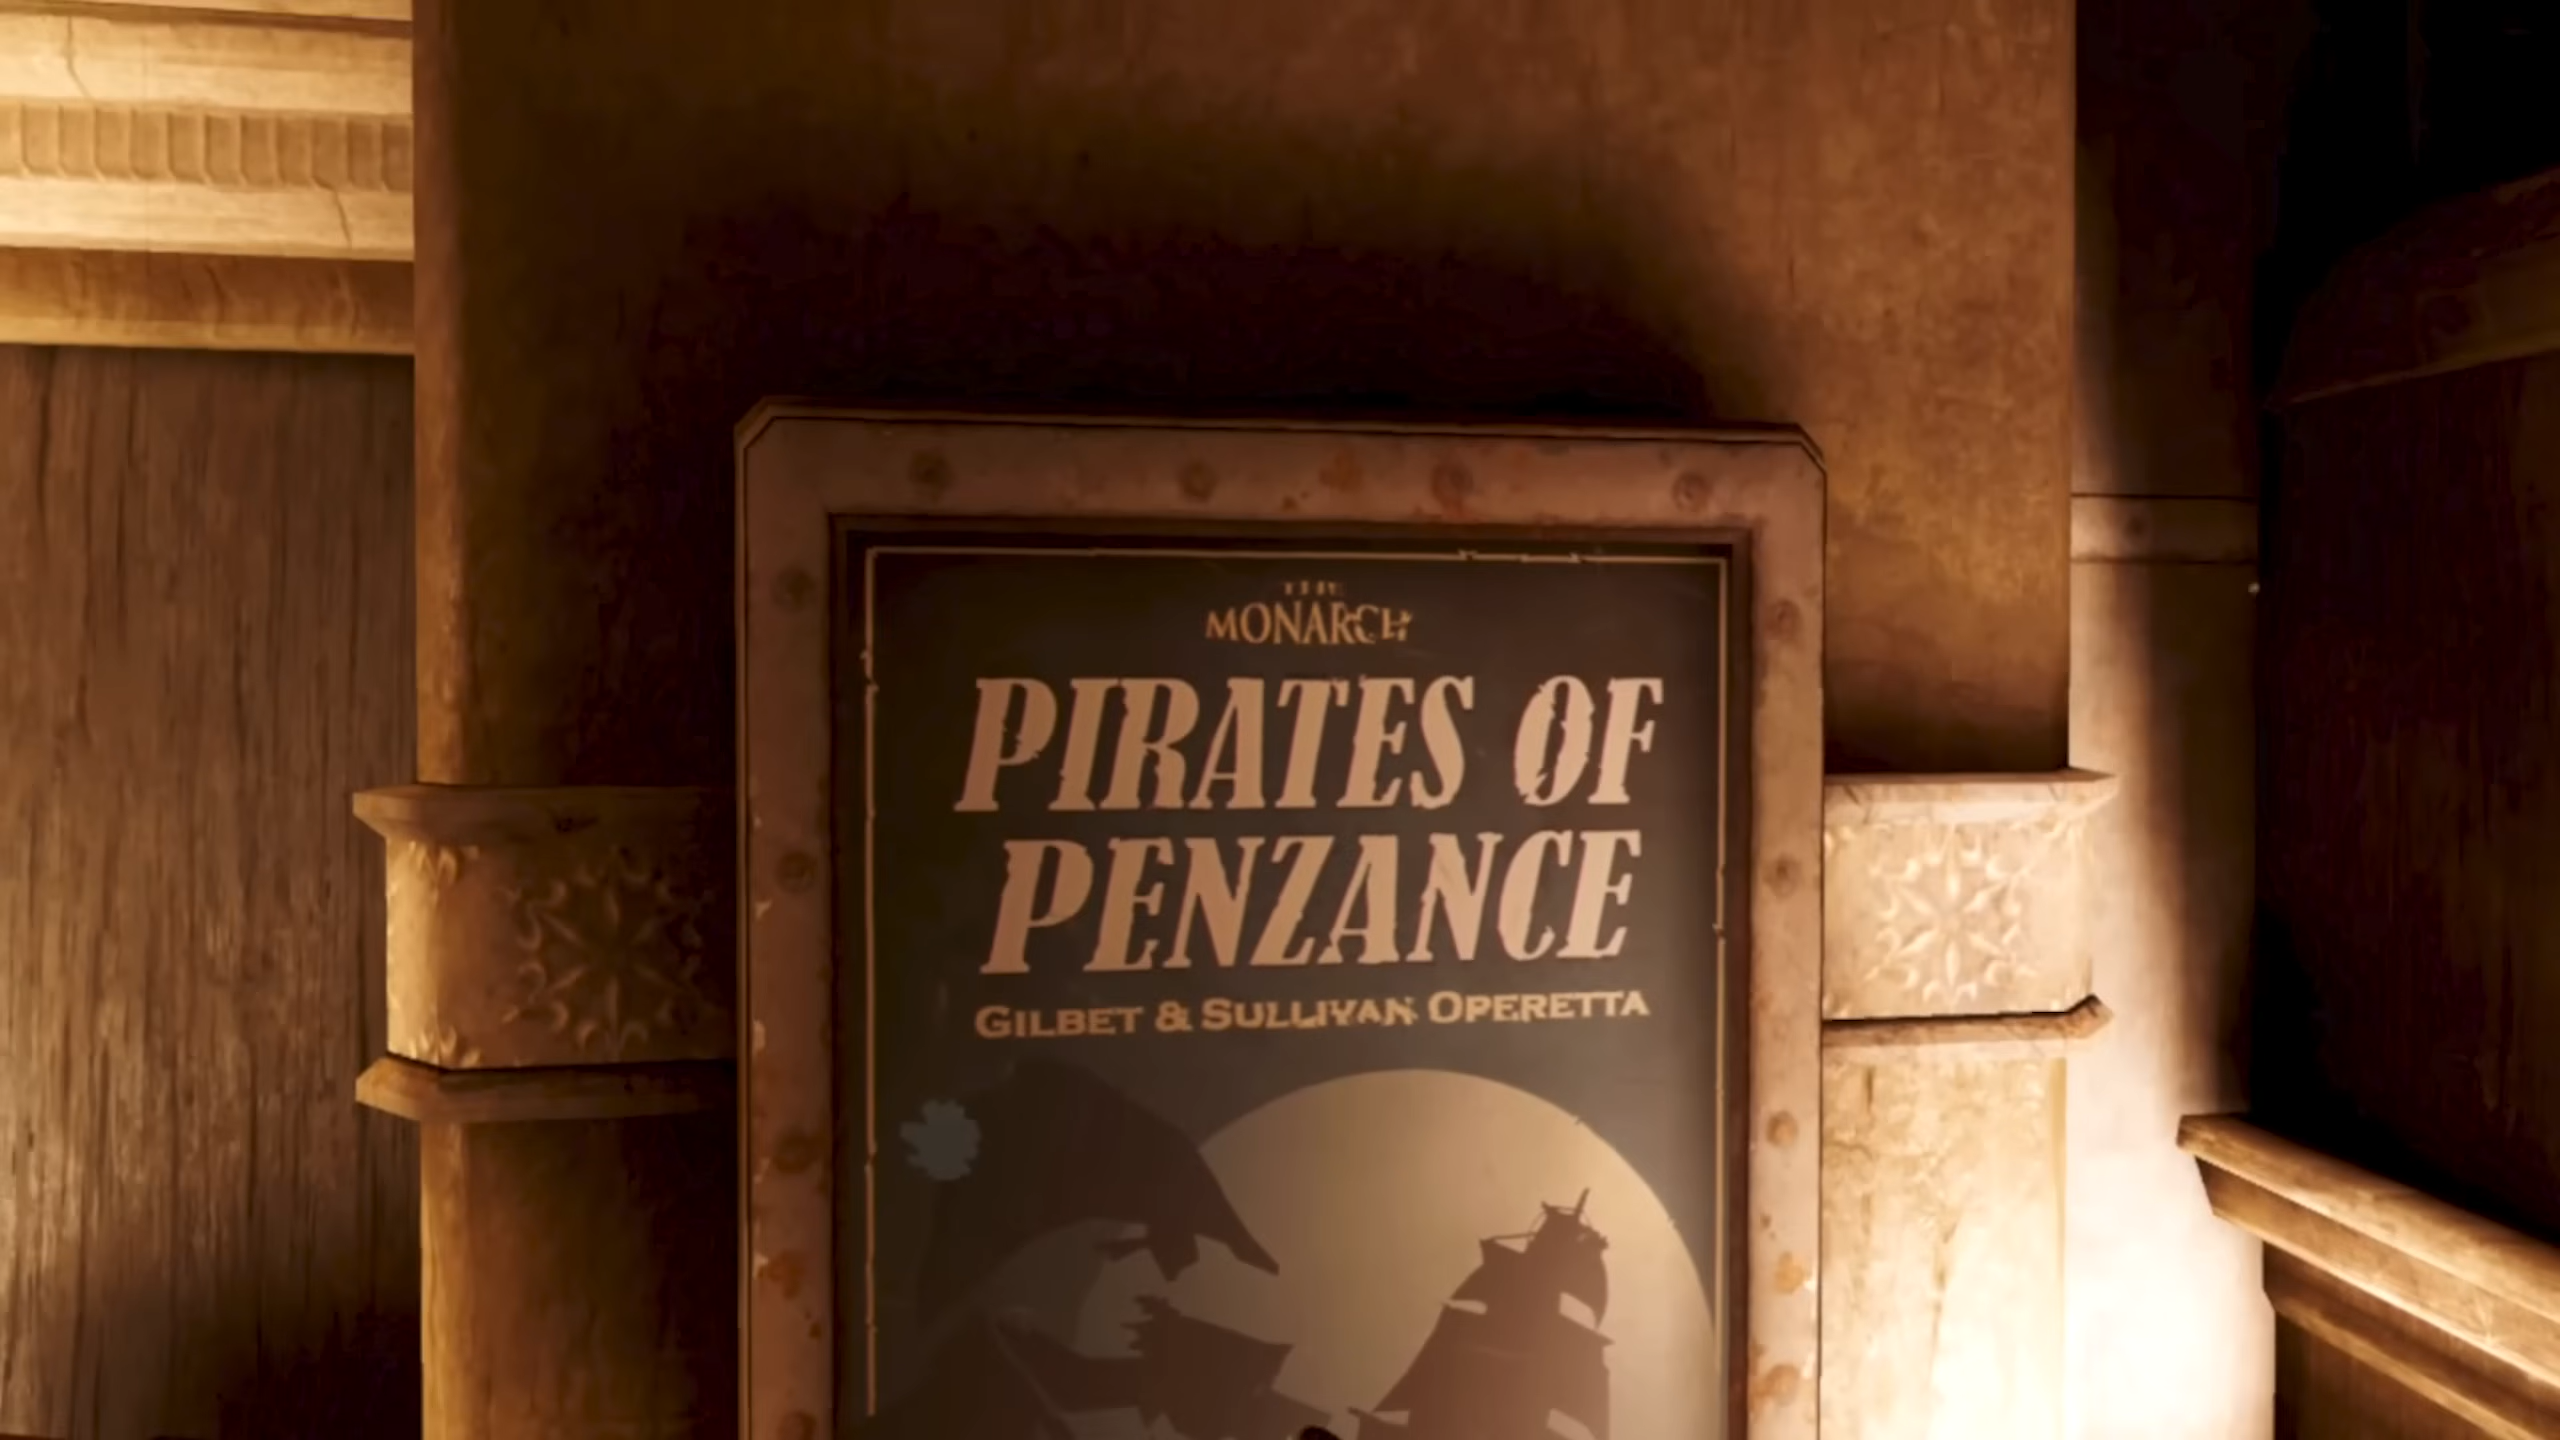 THE
MONARCH
PIRATES OF
PENZANCE
GILBET & SULLIVAN OPERETTA